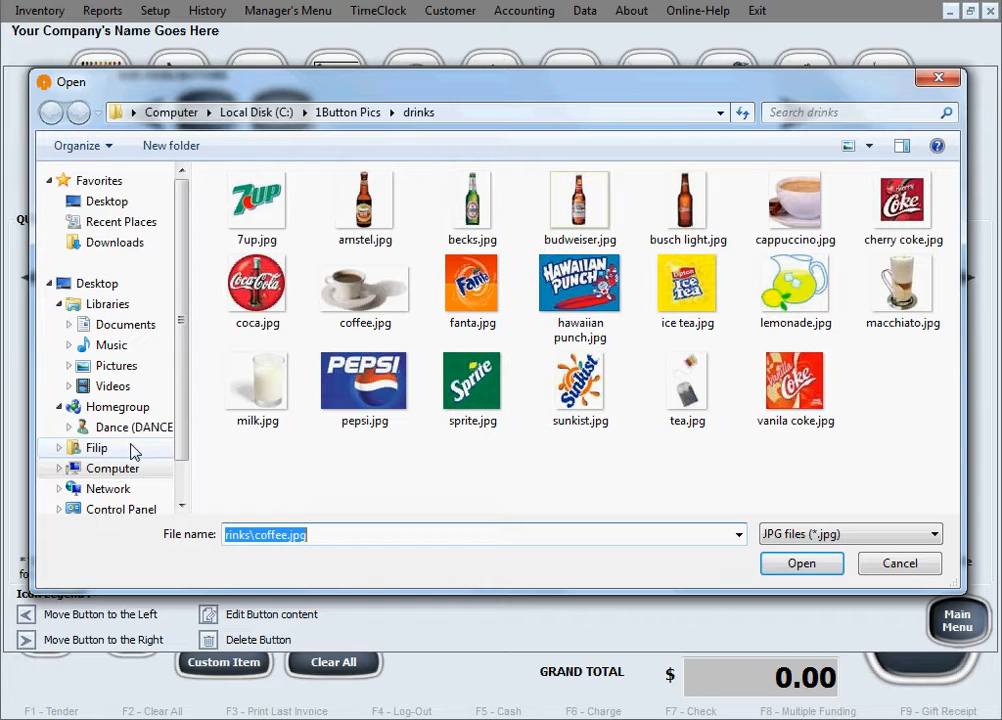 Inventory Reports Setup History Manager's Menu TimeClock Customer Accounting Data About Online-Help Exit
Your Company's Name Goes Here
Open
Computer Local Disk (C:) 1Button Pics drinks Search drinks
Organize New folder
Favorites
Desktop
Recent Places
Downloads
Desktop
Libraries
Documents
Music
Pictures
Videos
Homegroup
Dance (DANCE
Filip
Computer
Network
Control Panel
7UP
7up.jpg amstel.jpg becks.jpg budweiser.jpg busch light.jpg cappuccino.jpg cherry coke.jpg
Cherry Coke
Coca-Cola Fanta HAWAIIAN PUNCH Lipton Ice Tea
coca.jpg coffee.jpg fanta.jpg hawaiian punch.jpg ice tea.jpg lemonade.jpg macchiato.jpg
PEPSI Sprite Sunkist Vanilla Coke
milk.jpg pepsi.jpg sprite.jpg sunkist.jpg tea.jpg vanila coke.jpg
File name: rinks\coffee.jpg JPG files (*.jpg)
Open Cancel
Move Button to the Left Edit Button content
Move Button to the Right Delete Button
Main Menu
Custom Item Clear All GRAND TOTAL $ 0.00
F1 - Tender F2 - Clear All F3 - Print Last Invoice F4 - Log-Out F5 - Cash F6 - Charge F7 - Check F8 - Multiple Funding F9 - Gift Receipt